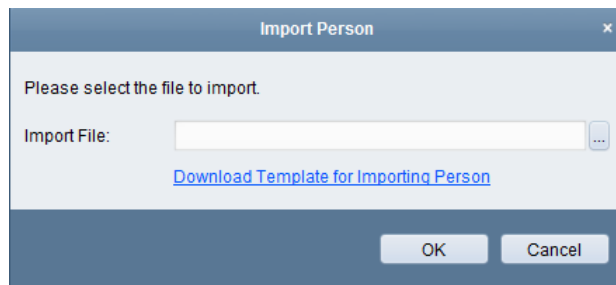 Import Person
×
Please select the file to import.
Import File:
...
Download Template for Importing Person
OK Cancel